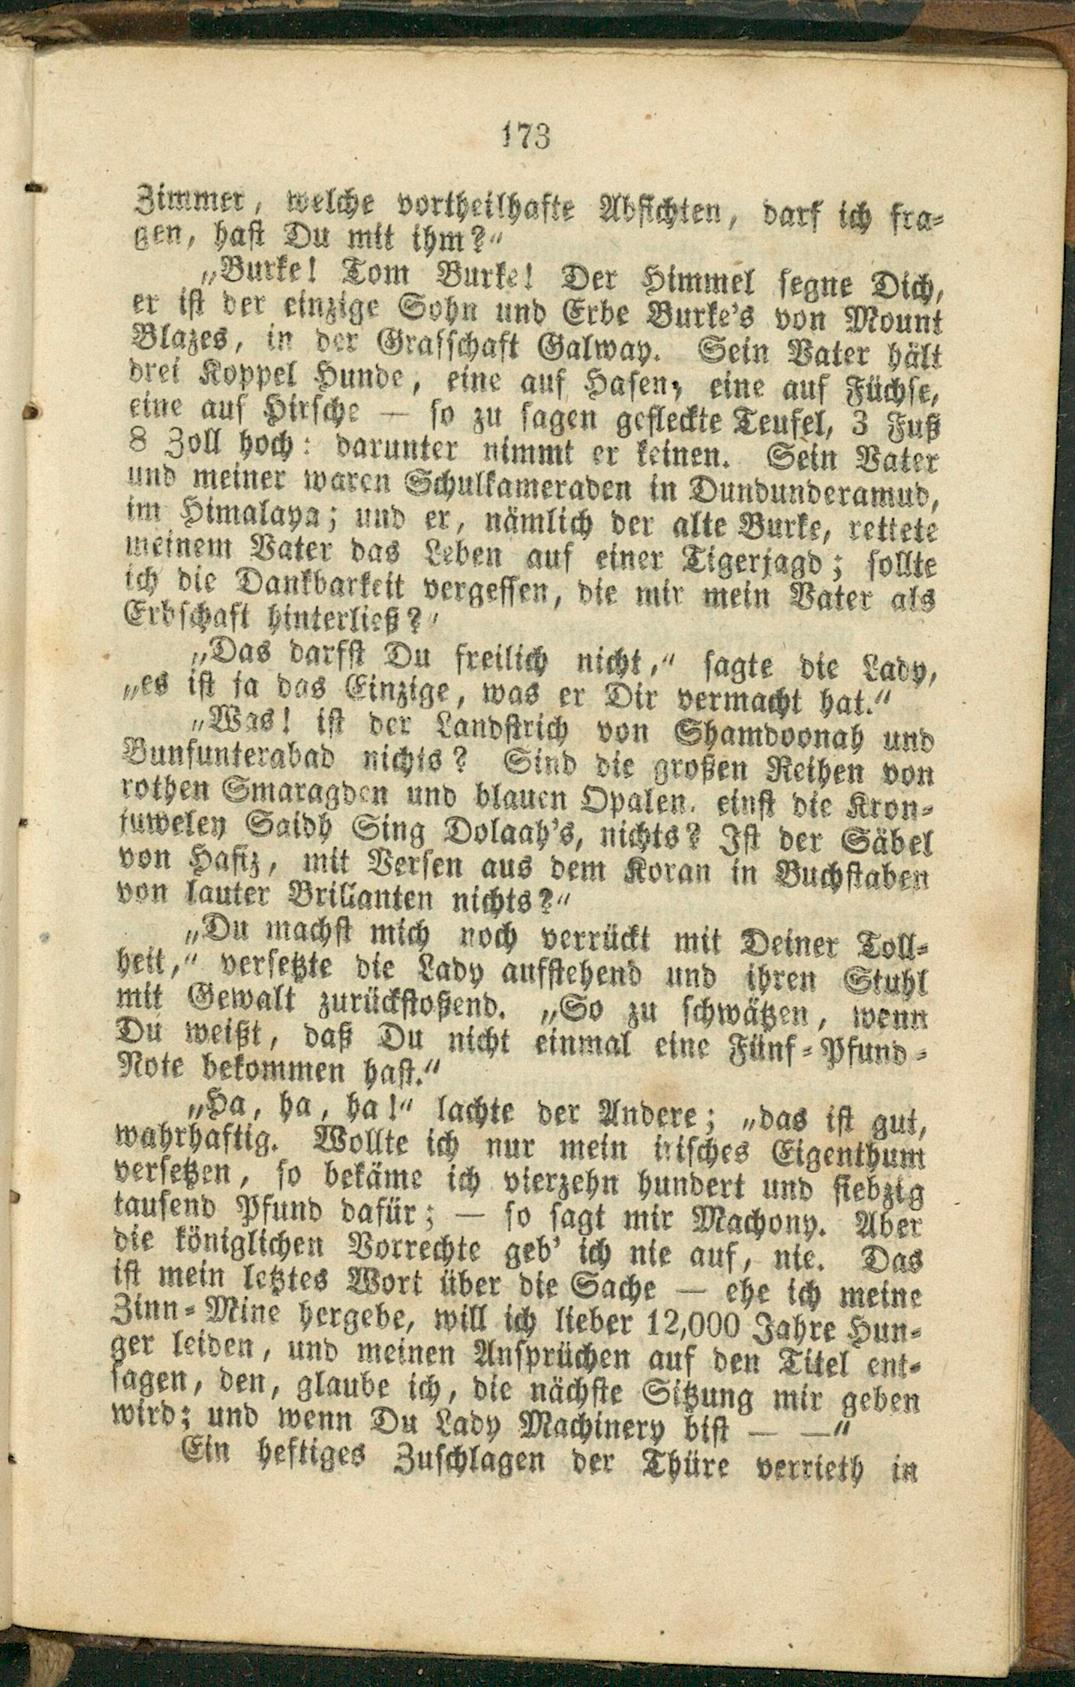 173
Zimmer, welche vortheilhafte Absichten, darf ich fra-
gen, hast Du mit ihm?“
„Burke! Tom Burke! Der Himmel segne Dich,
er ist der einzige Sohn und Erbe Burke's von Mount
Blazes, in der Grafschaft Galway. Sein Vater hält
drei Koppel Hunde, eine auf Hasen, eine auf Füchse,
eine auf Hirsche — so zu sagen gefleckte Teufel, 3 Fuß
8 Zoll hoch: darunter nimmt er keinen. Sein Vater
und meiner waren Schulkameraden in Dundunderamud,
im Himalaya; und er, nämlich der alte Burke, rettete
meinem Vater das Leben auf einer Tigerjagd; sollte
ich die Dankbarkeit vergessen, die mir mein Vater als
Erbschaft hinterließ?“
„Das darfst Du freilich nicht,“ sagte die Lady,
„es ist ja das Einzige, was er Dir vermacht hat.“
„Was! ist der Landstrich von Shamdoonah und
Bunfunterabad nichts? Sind die großen Reihen von
rothen Smaragden und blauen Opalen, einst die Kron-
juwelen Saidh Sing Dolaah's, nichts? Ist der Säbel
von Hafiz, mit Versen aus dem Koran in Buchstaben
von lauter Brillanten nichts?“
„Du machst mich noch verrückt mit Deiner Toll-
heit,“ versetzte die Lady aufstehend und ihren Stuhl
mit Gewalt zurückstoßend. „So zu schwätzen, wenn
Du weißt, daß Du nicht einmal eine Fünf-Pfund-
Note bekommen hast.“
„Ha, ha, ha!“ lachte der Andere; „das ist gut,
wahrhaftig. Wollte ich nur mein irisches Eigenthum
versetzen, so bekäme ich vierzehn hundert und siebzig
tausend Pfund dafür; — so sagt mir Machony. Aber
die königlichen Vorrechte geb' ich nie auf, nie. Das
ist mein letztes Wort über die Sache — ehe ich meine
Zinn-Mine hergebe, will ich lieber 12,000 Jahre Hun-
ger leiden, und meinen Ansprüchen auf den Titel ent-
sagen, den, glaube ich, die nächste Sitzung mir geben
wird; und wenn Du Lady Machinery bist — —“
Ein heftiges Zuschlagen der Thüre verrieth in